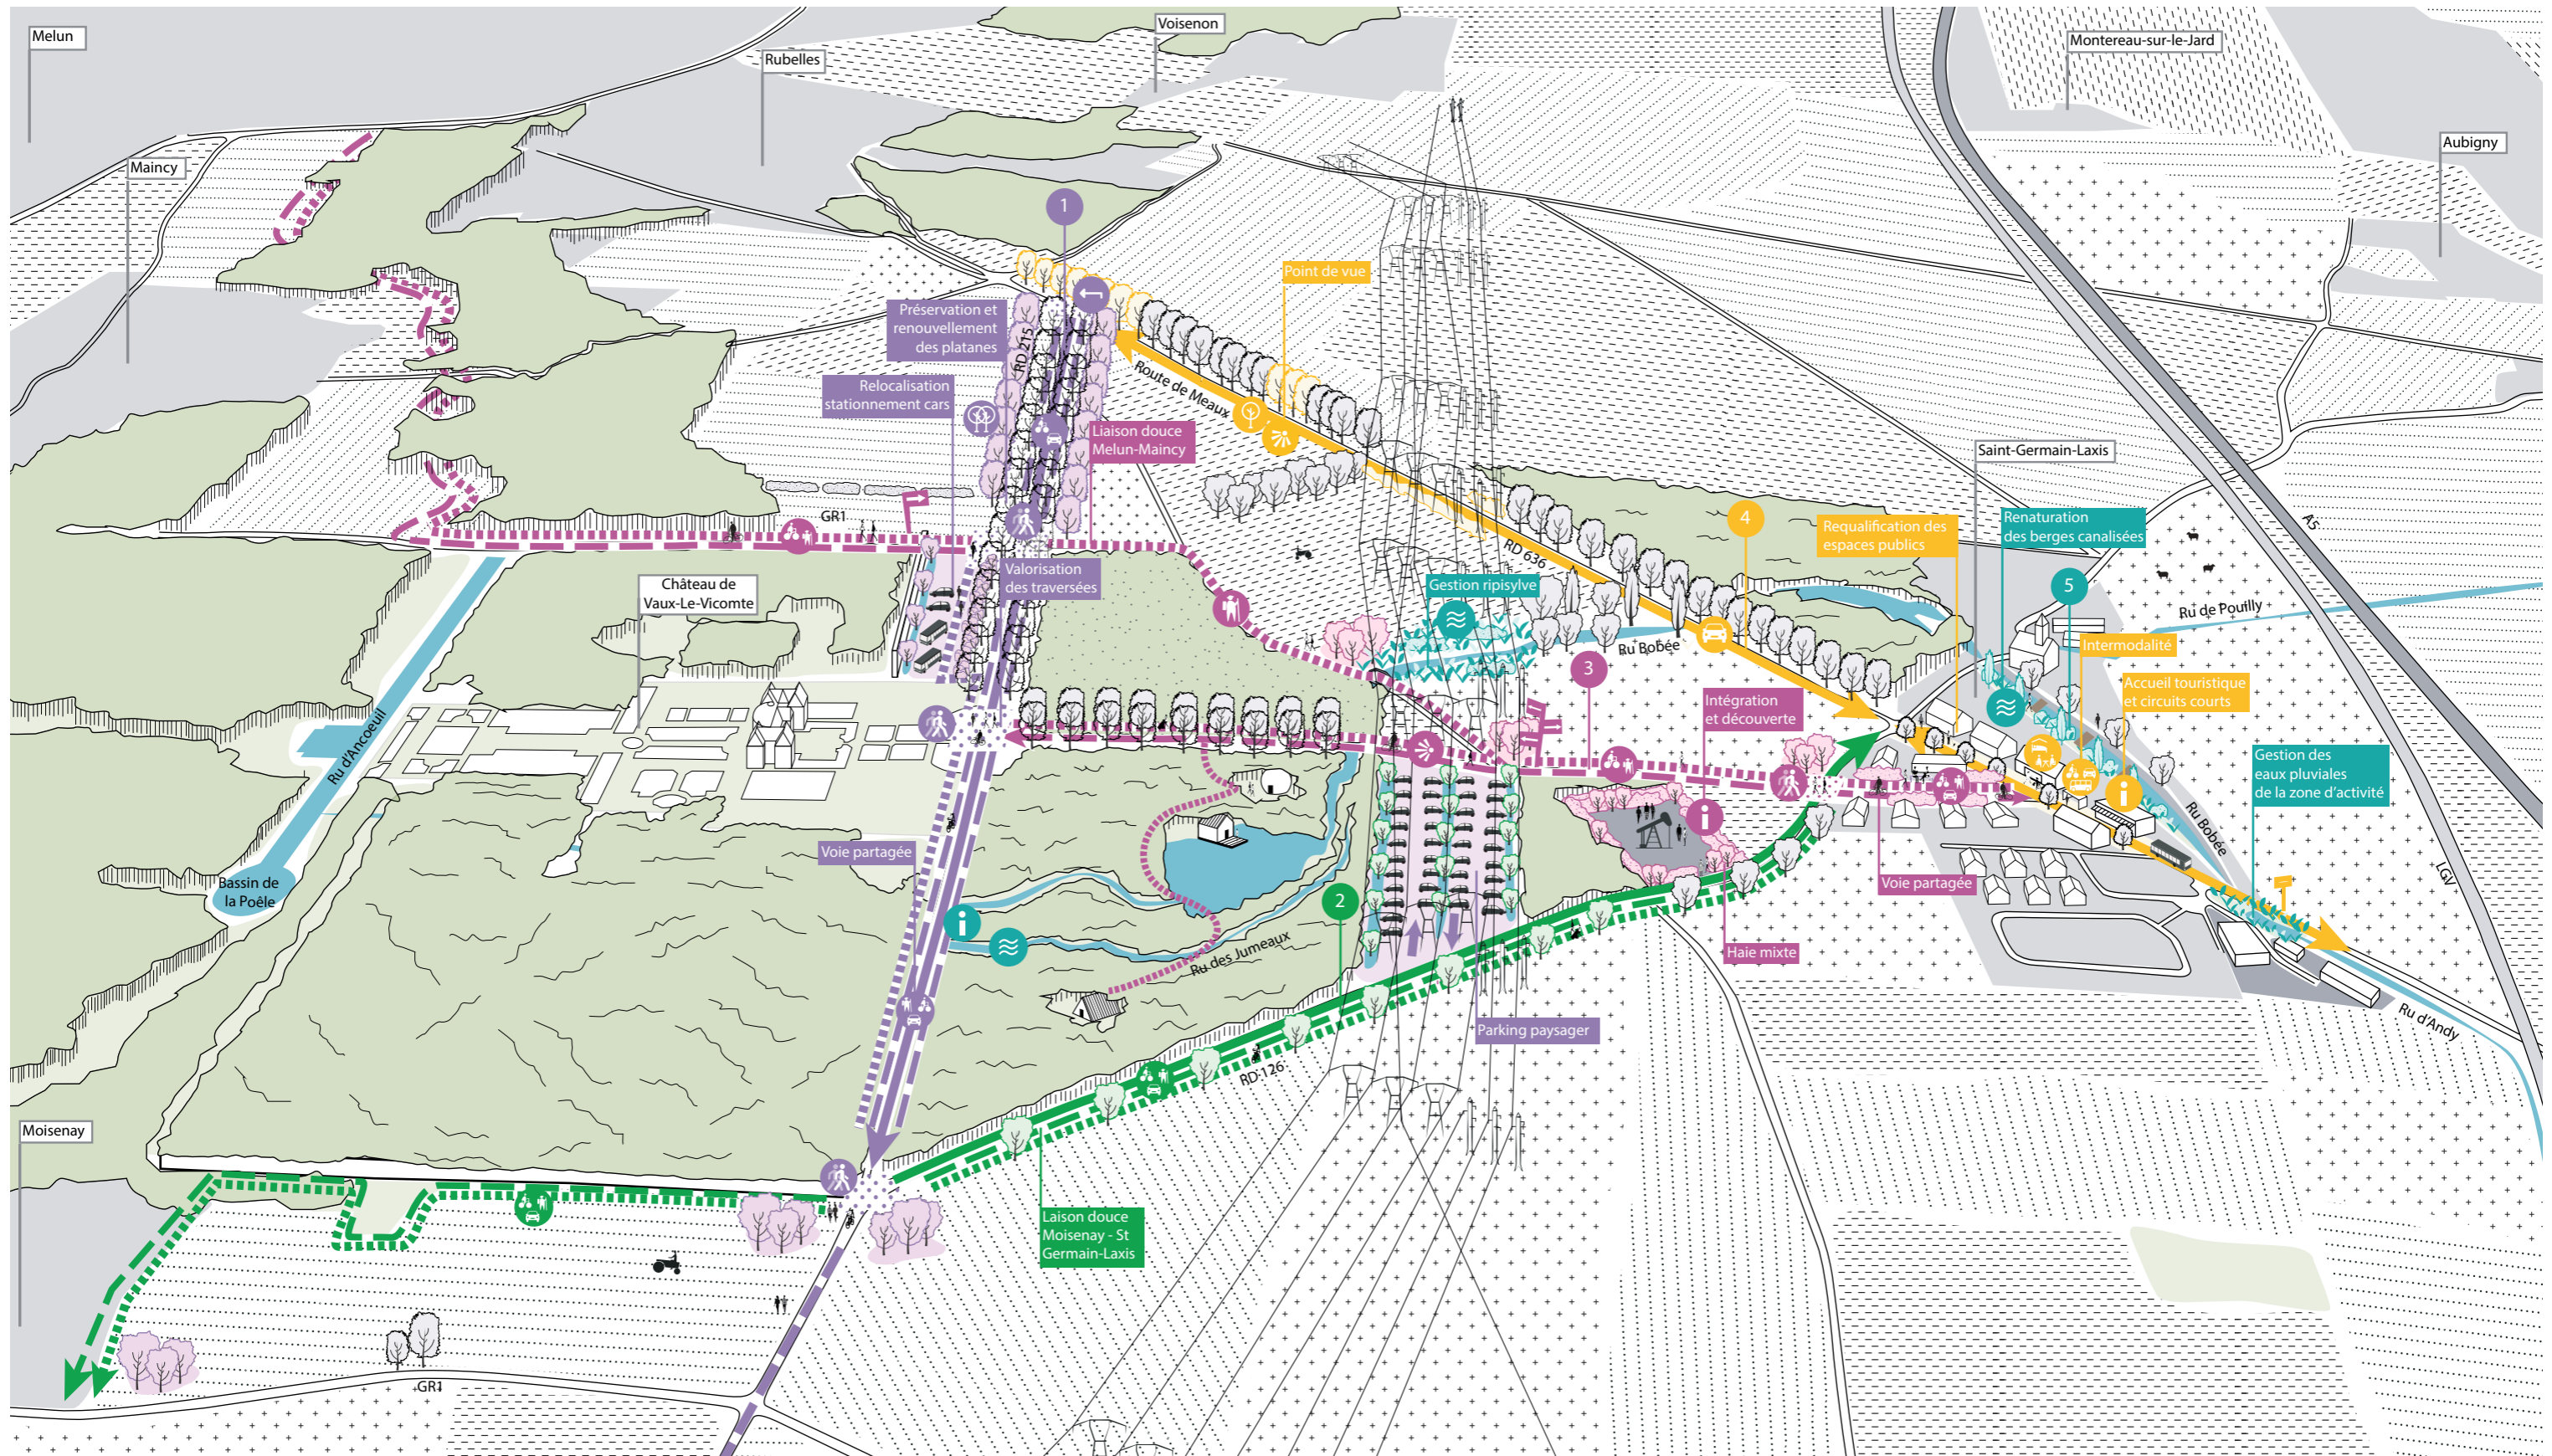 Melun
Voisenon
Montereau-sur-le-Jard
Rubelles
Aubigny
Maincy
1
Point de vue
Préservation et
renouvellement
des platanes
RD 215
Route de Meaux
Relocalisation
stationnement cars
Liaison douce
Melun-Maincy
Saint-Germain-Laxis
GR1
4
Requalification des
espaces publics
Renaturation
des berges canalisées
A5
RD 636
Valorisation
des traversées
Château de
Vaux-Le-Vicomte
Gestion ripisylve
5
Ru de Pouilly
Ru Bobée
3
Intermodalité
Accueil touristique
et circuits courts
Intégration
et découverte
Ru d'Ancoeuil
Gestion des
eaux pluviales
de la zone d'activité
Ru Bobée
Voie partagée
Bassin de
la Poêle
Voie partagée
LGV
2
Ru des Jumeaux
Haie mixte
Parking paysager
Ru d'Andy
RD 126
Moisenay
Laison douce
Moisenay - St
Germain-Laxis
GR1